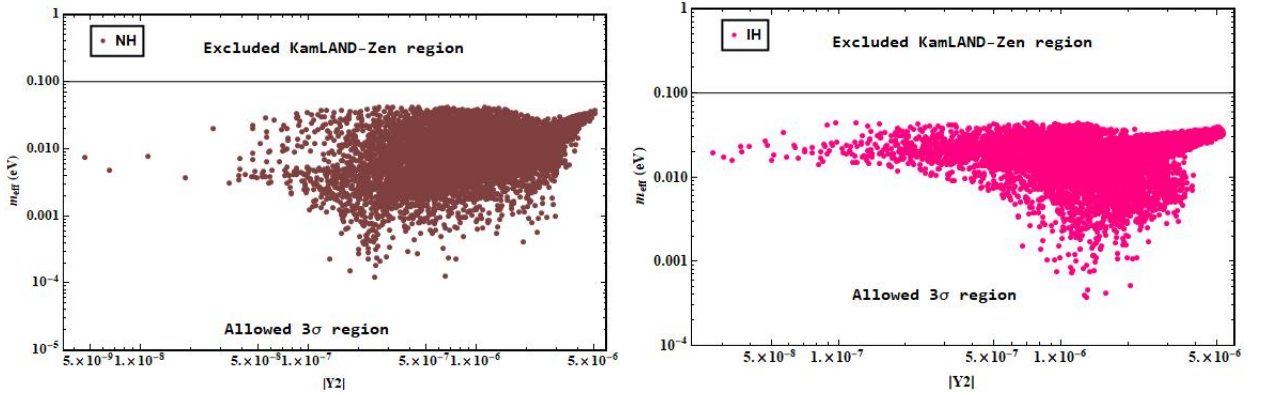 NH
Excluded KamLAND-Zen region
Allowed 3σ region
1
0.100
0.010
0.001
10⁻⁴
10⁻⁵
m_eff (eV)
5.×10⁻⁹ 1.×10⁻⁸ 5.×10⁻⁸ 1.×10⁻⁷ 5.×10⁻⁷ 1.×10⁻⁶ 5.×10⁻⁶
|Y2|
IH
Excluded KamLAND-Zen region
Allowed 3σ region
1
0.100
0.010
0.001
10⁻⁴
m_eff (eV)
5.×10⁻⁸ 1.×10⁻⁷ 5.×10⁻⁷ 1.×10⁻⁶ 5.×10⁻⁶
|Y2|